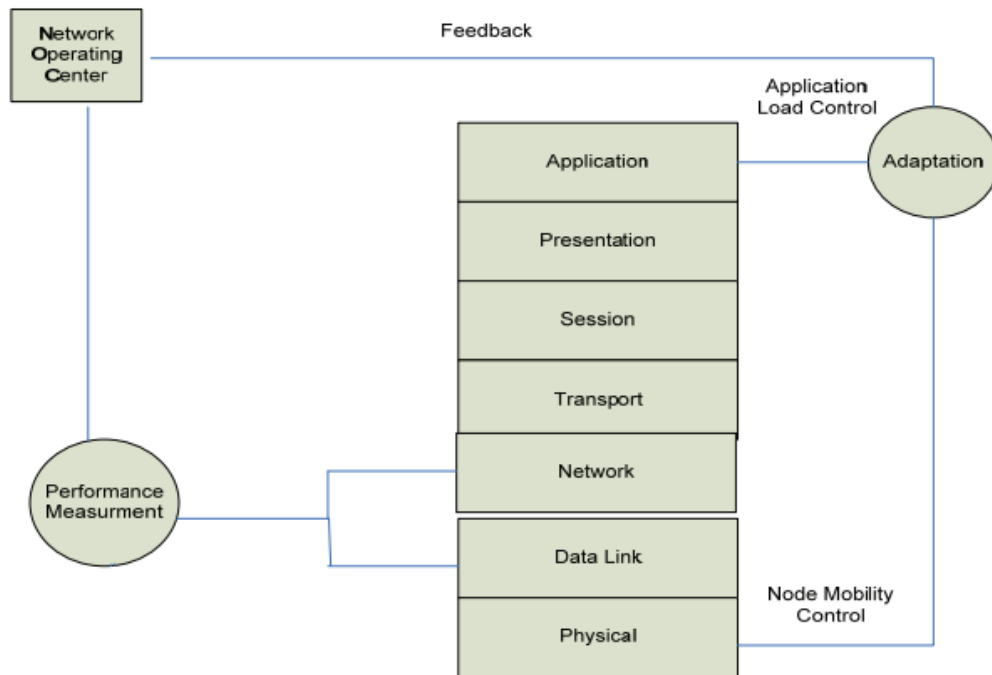 Network
Operating
Center
Feedback
Application
Load Control
Adaptation
Application
Presentation
Session
Transport
Network
Data Link
Physical
Performance
Measurment
Node Mobility
Control